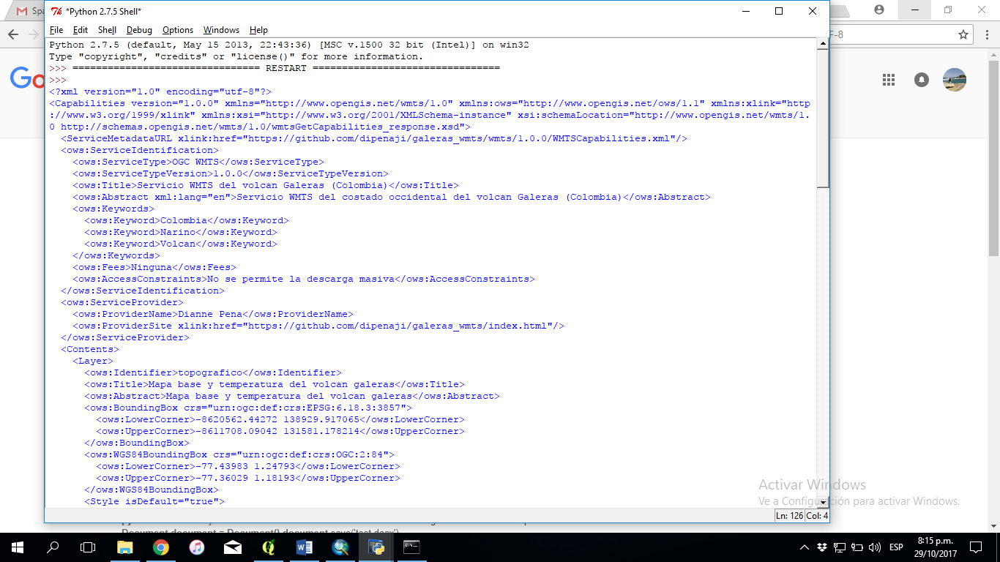 Spa
*Python 2.7.5 Shell*
File Edit Shell Debug Options Windows Help
F-8
Go
Python 2.7.5 (default, May 15 2013, 22:43:36) [MSC v.1500 32 bit (Intel)] on win32
Type "copyright", "credits" or "license()" for more information.
>>> ================================ RESTART ================================
>>>
<?xml version="1.0" encoding="utf-8"?>
<Capabilities version="1.0.0" xmlns="http://www.opengis.net/wmts/1.0" xmlns:ows="http://www.opengis.net/ows/1.1" xmlns:xlink="http
://www.w3.org/1999/xlink" xmlns:xsi="http://www.w3.org/2001/XMLSchema-instance" xsi:schemaLocation="http://www.opengis.net/wmts/1.
0 http://schemas.opengis.net/wmts/1.0/wmtsGetCapabilities_response.xsd">
<ServiceMetadataURL xlink:href="https://github.com/dipenaji/galeras_wmts/wmts/1.0.0/WMTSCapabilities.xml"/>
<ows:ServiceIdentification>
<ows:ServiceType>OGC WMTS</ows:ServiceType>
<ows:ServiceTypeVersion>1.0.0</ows:ServiceTypeVersion>
<ows:Title>Servicio WMTS del volcan Galeras (Colombia)</ows:Title>
<ows:Abstract xml:lang="en">Servicio WMTS del costado occidental del volcan Galeras (Colombia)</ows:Abstract>
<ows:Keywords>
<ows:Keyword>Colombia</ows:Keyword>
<ows:Keyword>Narino</ows:Keyword>
<ows:Keyword>Volcan</ows:Keyword>
</ows:Keywords>
<ows:Fees>Ninguna</ows:Fees>
<ows:AccessConstraints>No se permite la descarga masiva</ows:AccessConstraints>
</ows:ServiceIdentification>
<ows:ServiceProvider>
<ows:ProviderName>Dianne Pena</ows:ProviderName>
<ows:ProviderSite xlink:href="https://github.com/dipenaji/galeras_wmts/index.html"/>
</ows:ServiceProvider>
<Contents>
<Layer>
<ows:Identifier>topografico</ows:Identifier>
<ows:Title>Mapa base y temperatura del volcan galeras</ows:Title>
<ows:Abstract>Mapa base y temperatura del volcan galeras</ows:Abstract>
<ows:BoundingBox crs="urn:ogc:def:crs:EPSG:6.18.3:3857">
<ows:LowerCorner>-8620562.44272 138929.917065</ows:LowerCorner>
<ows:UpperCorner>-8611708.09042 131581.178214</ows:UpperCorner>
</ows:BoundingBox>
<ows:WGS84BoundingBox crs="urn:ogc:def:crs:OGC:2:84">
<ows:LowerCorner>-77.43983 1.24793</ows:LowerCorner>
<ows:UpperCorner>-77.36029 1.18193</ows:UpperCorner>
</ows:WGS84BoundingBox>
<Style isDefault="true">
Activar Windows
Ve a Configuración para activar Windows.
Ln: 126 Col: 4
Document document = Document() document.save('test.docx')
ESP
8:15 p.m.
29/10/2017